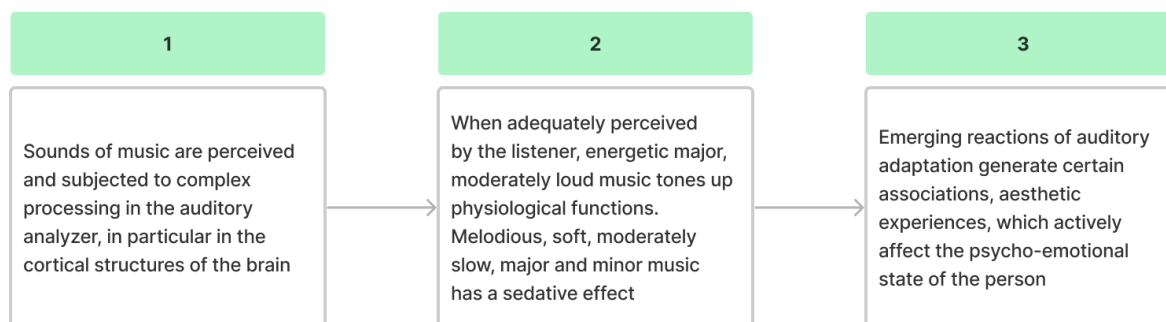 1
Sounds of music are perceived
and subjected to complex
processing in the auditory
analyzer, in particular in the
cortical structures of the brain
2
When adequately perceived
by the listener, energetic major,
moderately loud music tones up
physiological functions.
Melodious, soft, moderately
slow, major and minor music
has a sedative effect
3
Emerging reactions of auditory
adaptation generate certain
associations, aesthetic
experiences, which actively
affect the psycho-emotional
state of the person